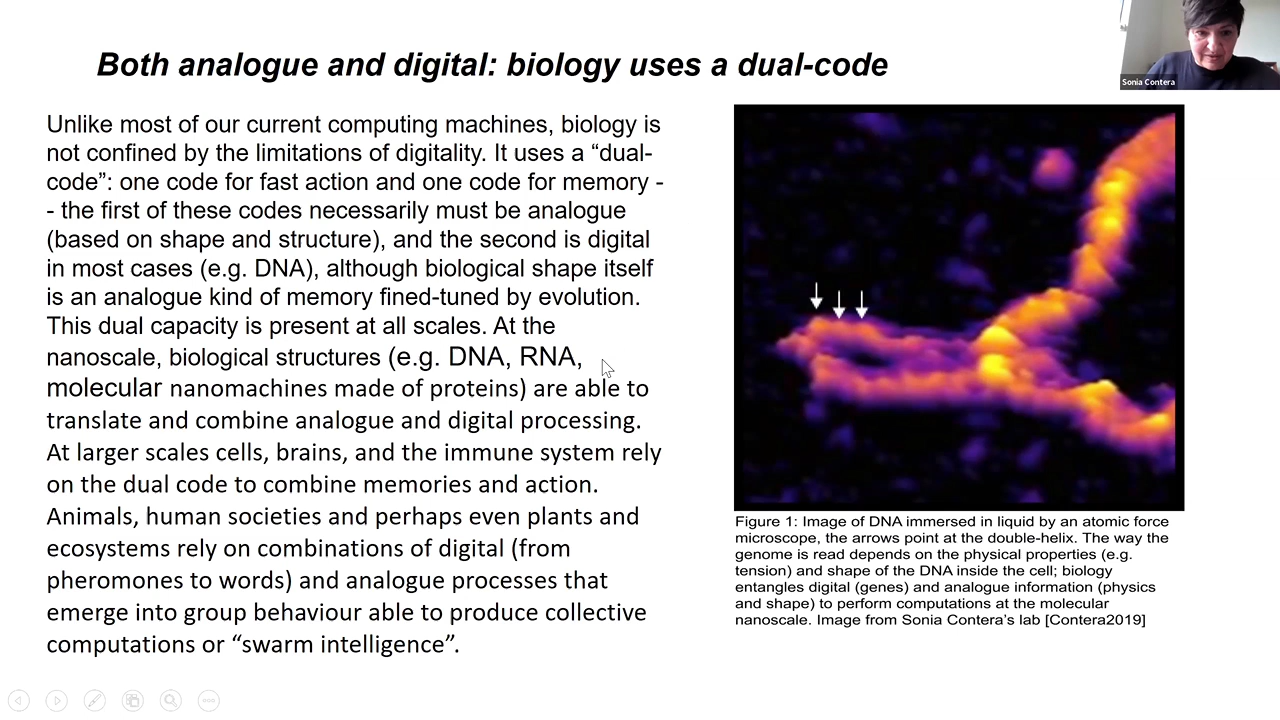 Both analogue and digital: biology uses a dual-code
Sonia Contera
Unlike most of our current computing machines, biology is
not confined by the limitations of digitality. It uses a “dual-
code”: one code for fast action and one code for memory -
- the first of these codes necessarily must be analogue
(based on shape and structure), and the second is digital
in most cases (e.g. DNA), although biological shape itself
is an analogue kind of memory fined-tuned by evolution.
This dual capacity is present at all scales. At the
nanoscale, biological structures (e.g. DNA, RNA,
molecular nanomachines made of proteins) are able to
translate and combine analogue and digital processing.
At larger scales cells, brains, and the immune system rely
on the dual code to combine memories and action.
Animals, human societies and perhaps even plants and
ecosystems rely on combinations of digital (from
pheromones to words) and analogue processes that
emerge into group behaviour able to produce collective
computations or “swarm intelligence”.
Figure 1: Image of DNA immersed in liquid by an atomic force
microscope, the arrows point at the double-helix. The way the
genome is read depends on the physical properties (e.g.
tension) and shape of the DNA inside the cell; biology
entangles digital (genes) and analogue information (physics
and shape) to perform computations at the molecular
nanoscale. Image from Sonia Contera’s lab [Contera2019]